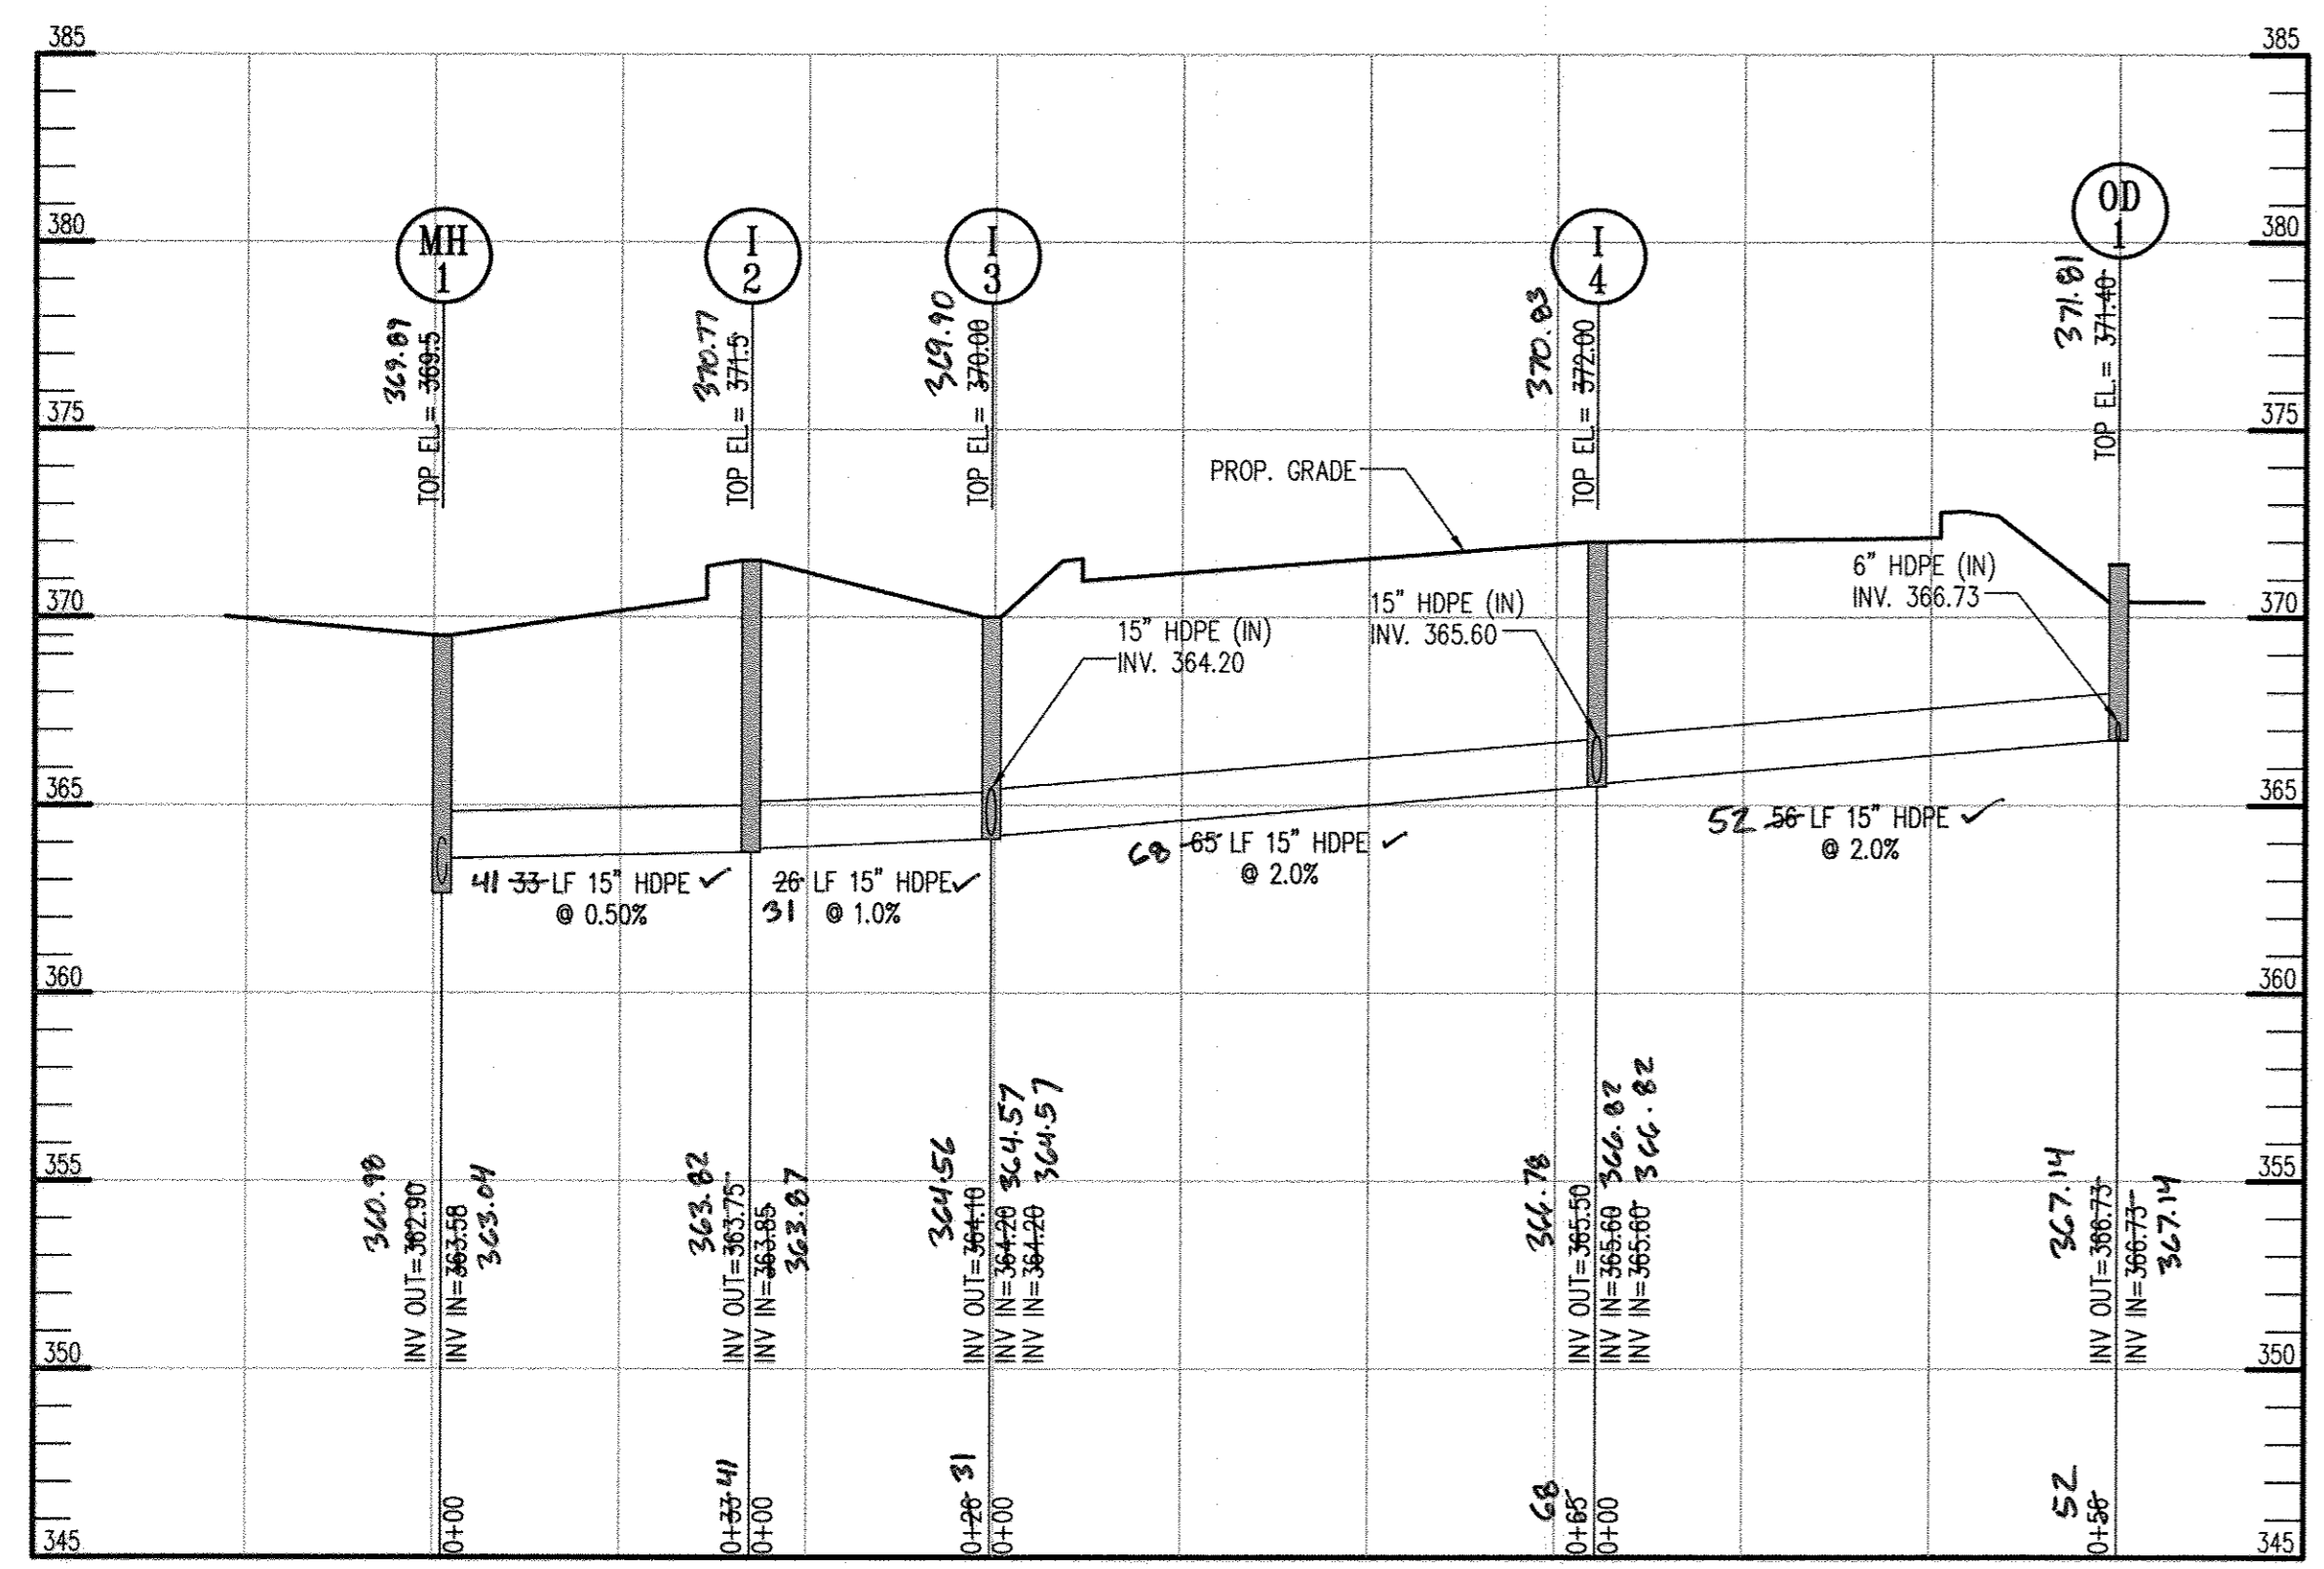 385
385
380
380
375
375
370
370
365
365
360
360
355
355
350
350
345
345
MH
1
I
2
I
3
I
4
OD
1
369.89
TOP EL.= 369.5
370.77
TOP EL.= 371.5
369.90
TOP EL.= 370.00
370.83
TOP EL.= 372.00
371.81
TOP EL.= 371.40
PROP. GRADE
15" HDPE (IN)
INV. 364.20
15" HDPE (IN)
INV. 365.60
6" HDPE (IN)
INV. 366.73
41 33 LF 15" HDPE ✓
@ 0.50%
26 LF 15" HDPE ✓
31 @ 1.0%
68 65 LF 15" HDPE ✓
@ 2.0%
52 56 LF 15" HDPE ✓
@ 2.0%
360.98
INV OUT=362.90
INV IN=363.58
363.04
363.82
INV OUT=363.75
INV IN=363.85
363.87
364.56
INV OUT=364.10
INV IN=364.20 364.57
INV IN=364.20 364.57
366.78
INV OUT=365.50
INV IN=365.60 366.82
INV IN=365.60 366.82
367.14
INV OUT=366.73
INV IN=366.73
367.14
0+00
0+33 41
0+00
0+26 31
0+00
68
0+65
0+00
52
0+56